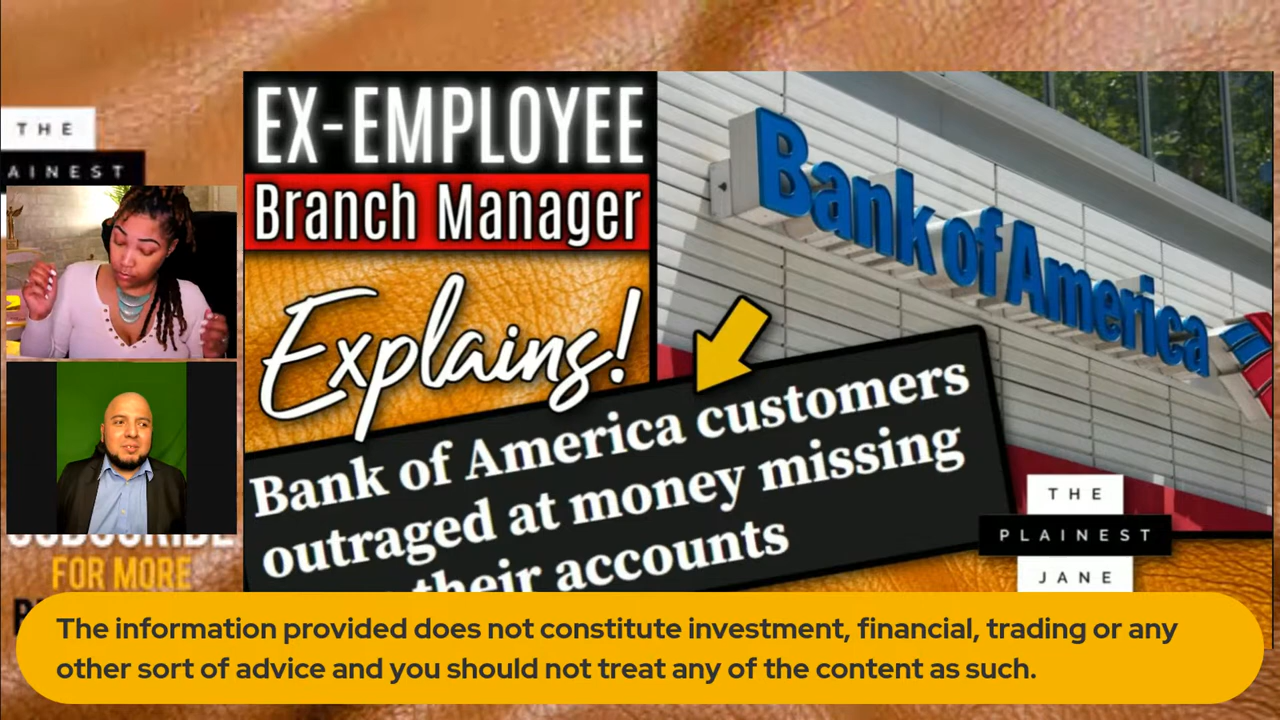 THE
AINEST
EX-EMPLOYEE
Branch Manager
Explains!
Bank of America
Bank of America customers
outraged at money missing
their accounts
THE
PLAINEST
JANE
SUBSCRIBE
FOR MORE
The information provided does not constitute investment, financial, trading or any
other sort of advice and you should not treat any of the content as such.